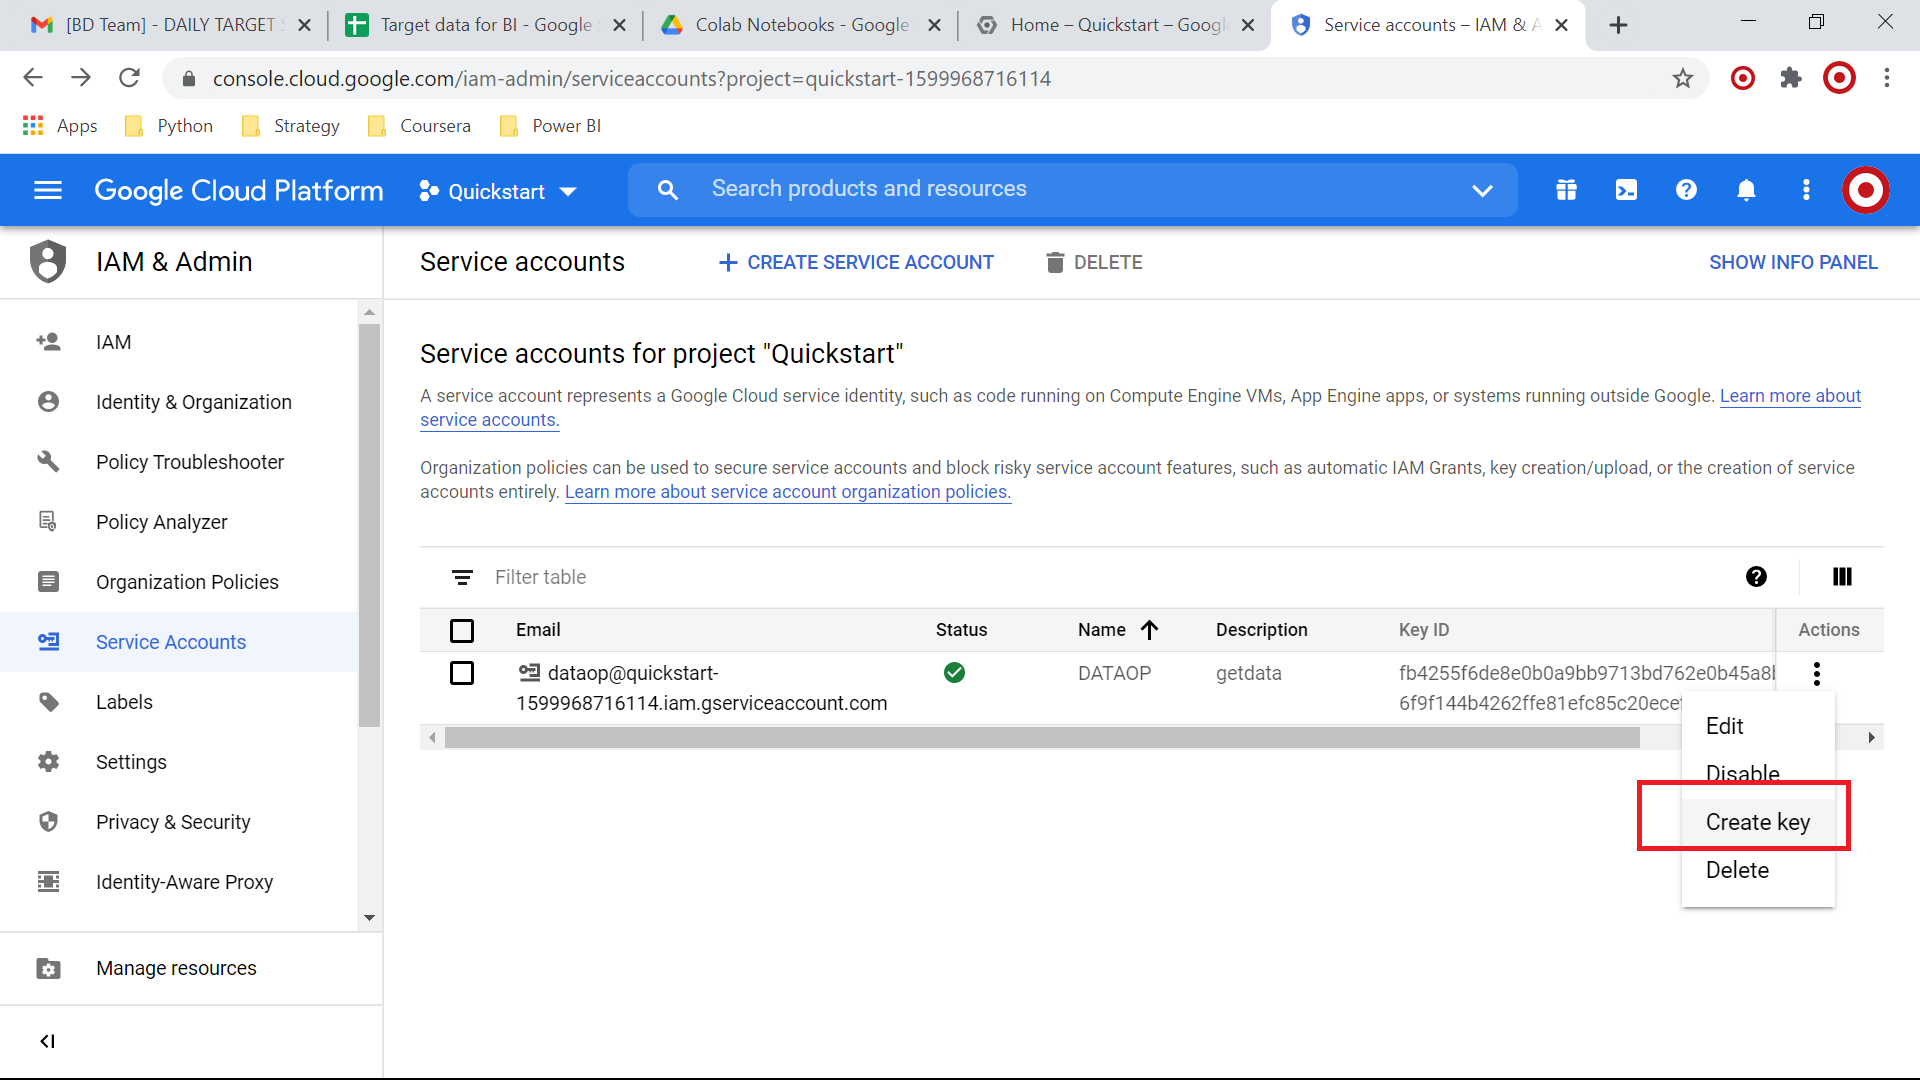 [BD Team] - DAILY TARGET
Target data for BI - Google
Colab Notebooks - Google
Home – Quickstart – Googl
Service accounts – IAM & A
console.cloud.google.com/iam-admin/serviceaccounts?project=quickstart-1599968716114
Apps
Python
Strategy
Coursera
Power BI
Google Cloud Platform
Quickstart
Search products and resources
IAM & Admin
Service accounts
CREATE SERVICE ACCOUNT
DELETE
SHOW INFO PANEL
IAM
Identity & Organization
Policy Troubleshooter
Policy Analyzer
Organization Policies
Service Accounts
Labels
Settings
Privacy & Security
Identity-Aware Proxy
Manage resources
Service accounts for project "Quickstart"
A service account represents a Google Cloud service identity, such as code running on Compute Engine VMs, App Engine apps, or systems running outside Google. Learn more about
service accounts.
Organization policies can be used to secure service accounts and block risky service account features, such as automatic IAM Grants, key creation/upload, or the creation of service
accounts entirely. Learn more about service account organization policies.
Filter table
Email Status Name Description Key ID Actions
dataop@quickstart- DATAOP getdata fb4255f6de8e0b0a9bb9713bd762e0b45a8b
1599968716114.iam.gserviceaccount.com 6f9f144b4262ffe81efc85c20ece
Edit
Disable
Create key
Delete